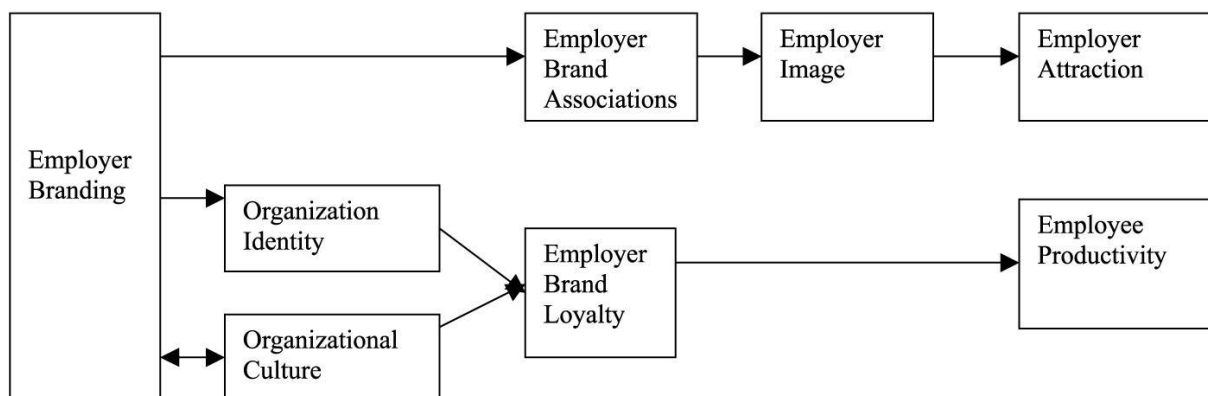 Employer
Branding
Employer
Brand
Associations
Employer
Image
Employer
Attraction
Organization
Identity
Organizational
Culture
Employer
Brand
Loyalty
Employee
Productivity